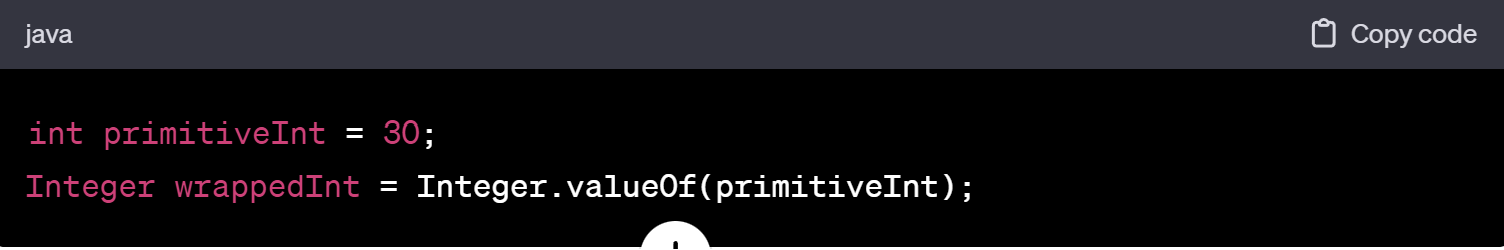 java
Copy code
int primitiveInt = 30;
Integer wrappedInt = Integer.valueOf(primitiveInt);